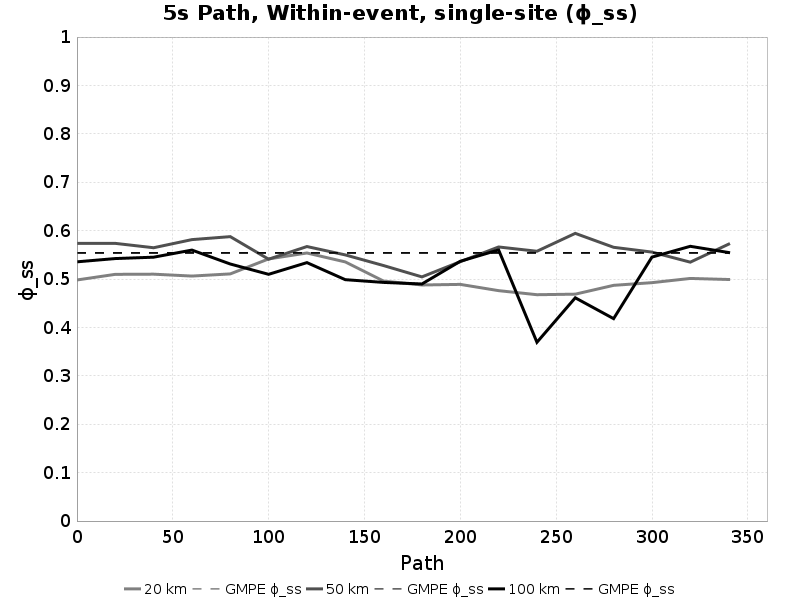 5s Path, Within-event, single-site (ϕ_ss)
1
0.9
0.8
0.7
0.6
0.5
0.4
0.3
0.2
0.1
0
ϕ_ss
0 50 100 150 200 250 300 350
Path
20 km GMPE ϕ_ss 50 km GMPE ϕ_ss 100 km GMPE ϕ_ss